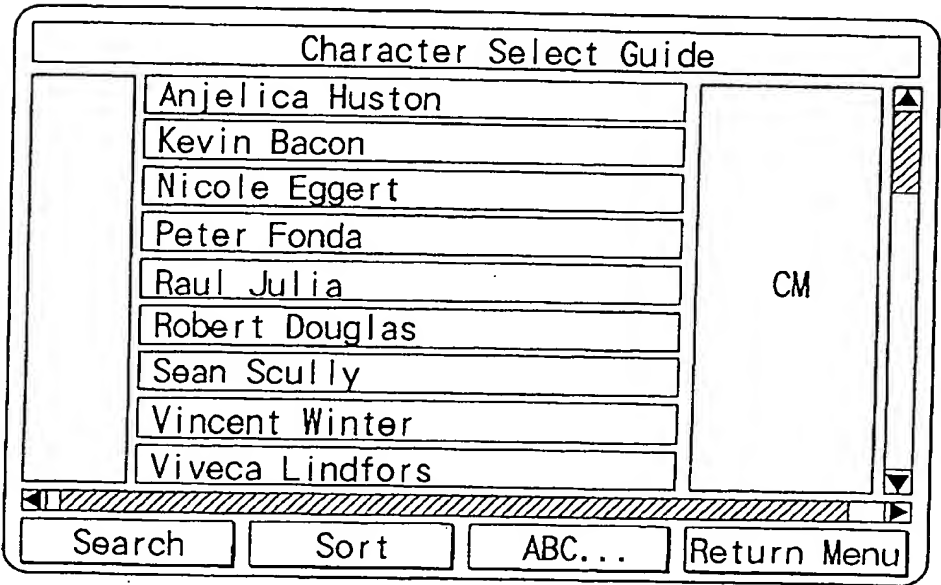 Character Select Guide
Anjelica Huston
Kevin Bacon
Nicole Eggert
Peter Fonda
Raul Julia
Robert Douglas
Sean Scully
Vincent Winter
Viveca Lindfors
CM
Search Sort ABC... Return Menu